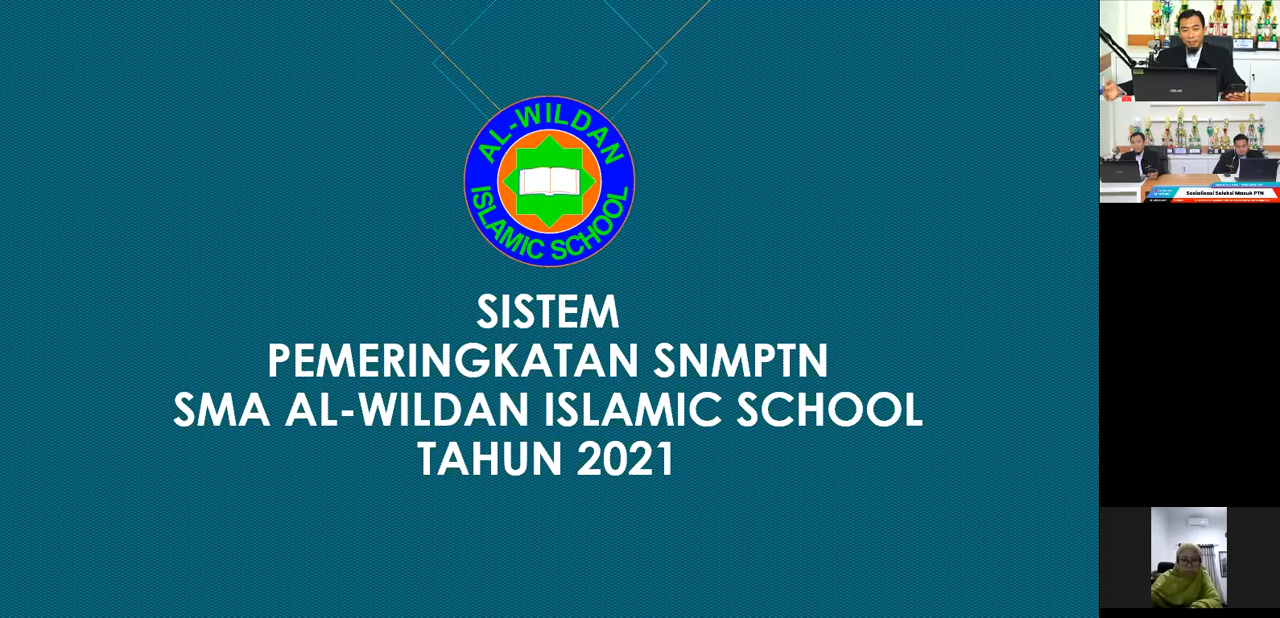 AL-WILDAN
ISLAMIC SCHOOL
SISTEM
PEMERINGKATAN SNMPTN
SMA AL-WILDAN ISLAMIC SCHOOL
TAHUN 2021
Sosialisasi Seleksi Masuk PTN